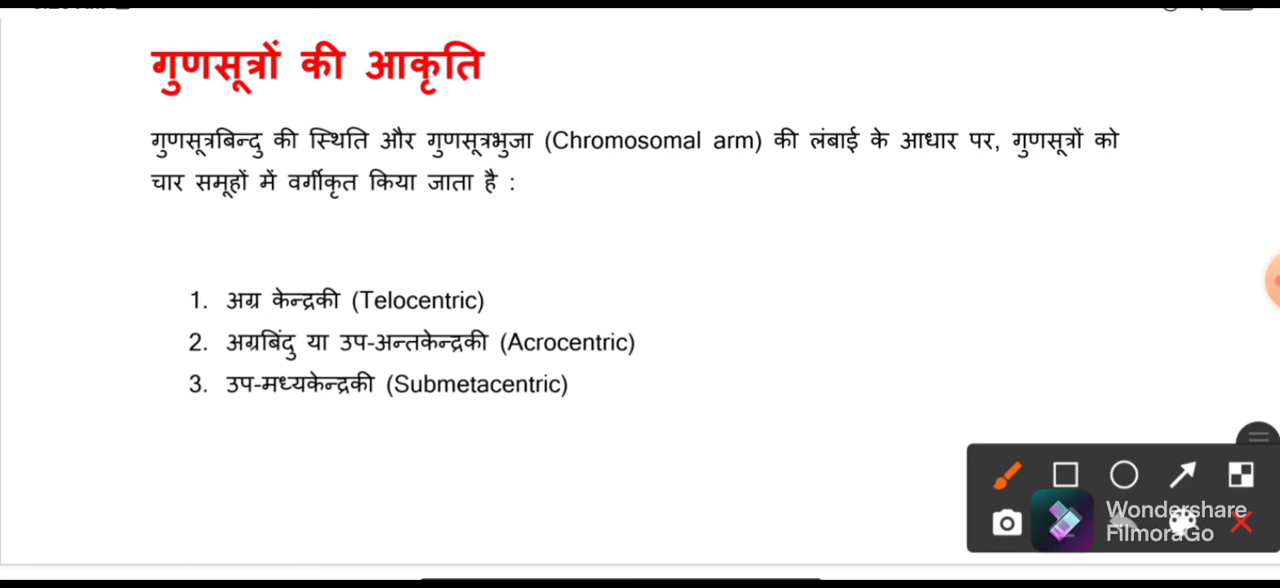 गुणसूत्रों की आकृति
गुणसूत्रबिन्दु की स्थिति और गुणसूत्रभुजा (Chromosomal arm) की लंबाई के आधार पर, गुणसूत्रों को
चार समूहों में वर्गीकृत किया जाता है :
1. अग्र केन्द्रकी (Telocentric)
2. अग्रबिंदु या उप-अन्तकेन्द्रकी (Acrocentric)
3. उप-मध्यकेन्द्रकी (Submetacentric)
Wondershare
FilmoraGo